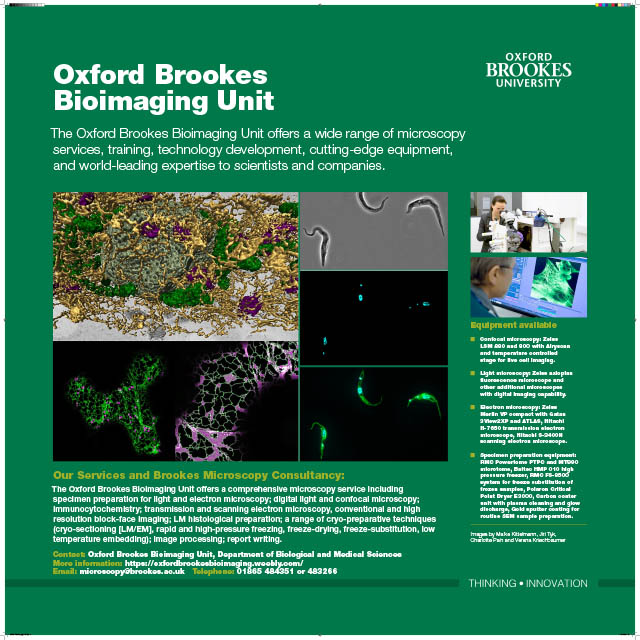 Oxford Brookes
Bioimaging Unit
OXFORD
BROOKES
UNIVERSITY
The Oxford Brookes Bioimaging Unit offers a wide range of microscopy
services, training, technology development, cutting-edge equipment,
and world-leading expertise to scientists and companies.
Equipment available
Confocal microscopy: Zeiss
LSM 880 and 800 with Airyscan
and temperature controlled
stage for live cell imaging.
Light microscopy: Zeiss axioplan
fluorescence microscope and
other additional microscopes
with digital imaging capability.
Electron microscopy: Zeiss
Merlin VP compact with Gatan
3View2XP and ATLAS, Hitachi
H-7650 transmission electron
microscope, Hitachi S-3400N
scanning electron microscope.
Specimen preparation equipment:
RMC Powertome PTPC and MT990
microtome, Baltec HMP 010 high
pressure freezer, RMC FS-8500
system for freeze substitution of
frozen samples, Polaron Critical
Point Dryer E3000, Carbon coater
unit with plasma cleaning and glow
discharge, Gold sputter coating for
routine SEM sample preparation.
Images by Maike Kittelmann, Jiri Tyk,
Charlotte Pain and Verena Kriechbaumer
Our Services and Brookes Microscopy Consultancy:
The Oxford Brookes Bioimaging Unit offers a comprehensive microscopy service including
specimen preparation for light and electron microscopy; digital light and confocal microscopy;
immunocytochemistry; transmission and scanning electron microscopy, conventional and high
resolution block-face imaging; LM histological preparation; a range of cryo-preparative techniques
(cryo-sectioning [LM/EM], rapid and high-pressure freezing, freeze-drying, freeze-substitution, low
temperature embedding); image processing; report writing.
Contact: Oxford Brookes Bioimaging Unit, Department of Biological and Medical Sciences
More information: https://oxfordbrookesbioimaging.weebly.com/
Email: microscopy@brookes.ac.uk Telephone: 01865 484351 or 483266
THINKING • INNOVATION